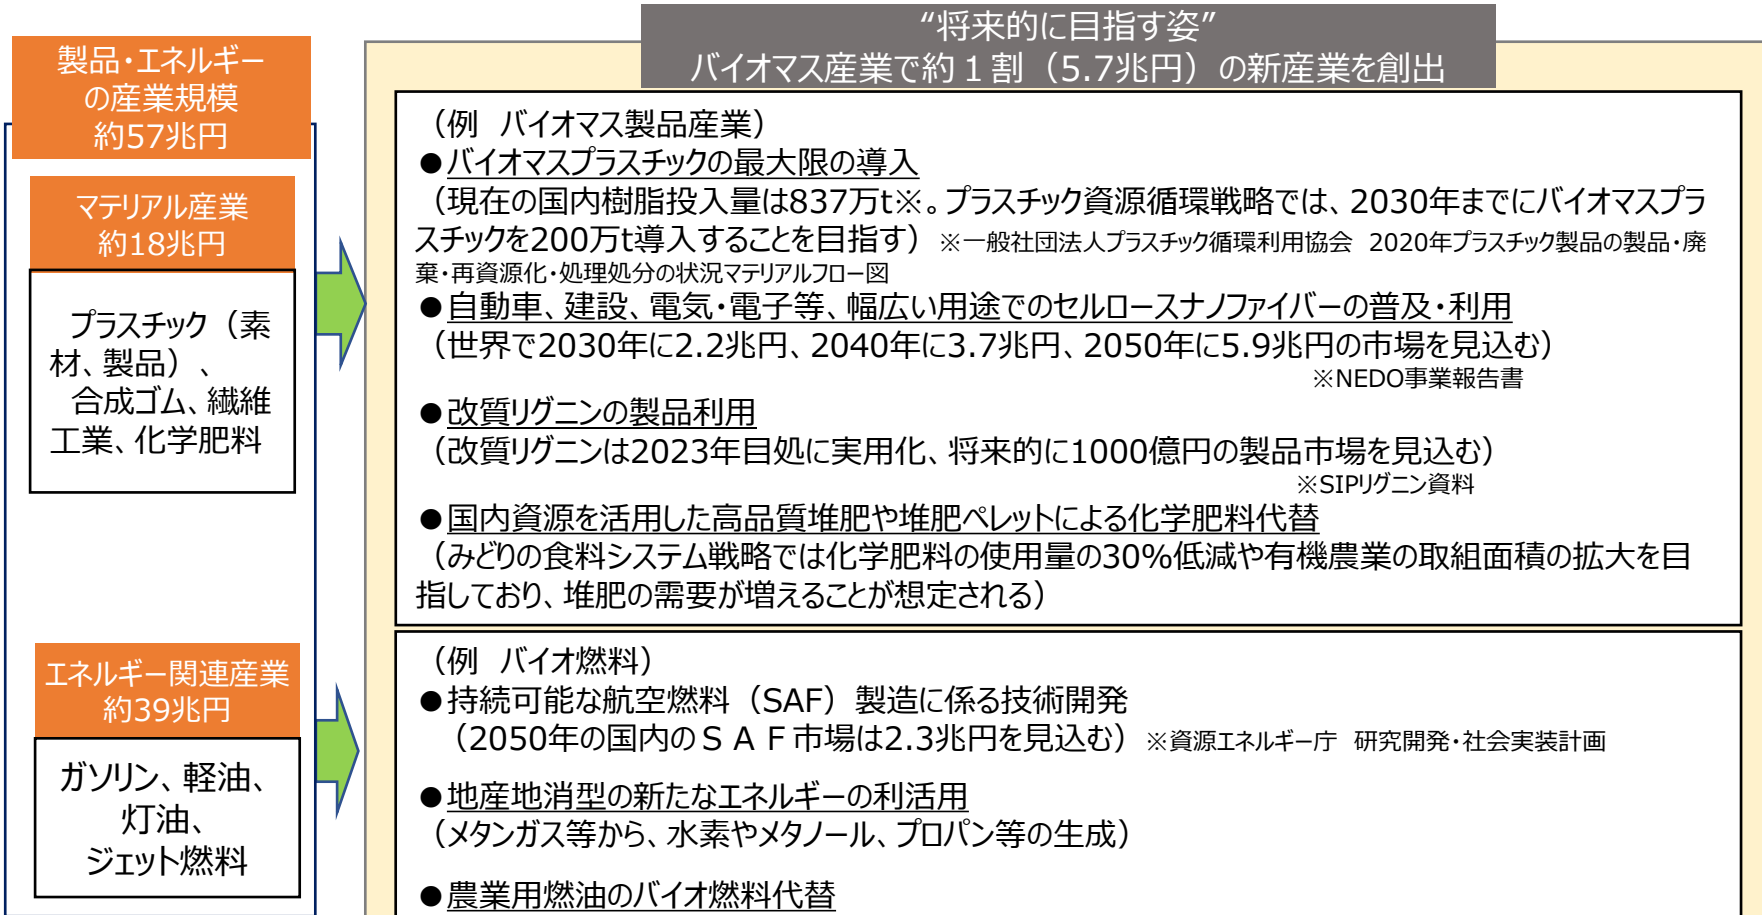 製品・エネルギー
の産業規模
約57兆円
マテリアル産業
約18兆円
プラスチック（素
材、製品）、
合成ゴム、繊維
工業、化学肥料
エネルギー関連産業
約39兆円
ガソリン、軽油、
灯油、
ジェット燃料
“将来的に目指す姿”
バイオマス産業で約１割（5.7兆円）の新産業を創出
（例　バイオマス製品産業）
●バイオマスプラスチックの最大限の導入
（現在の国内樹脂投入量は837万t※。プラスチック資源循環戦略では、2030年までにバイオマスプラ
スチックを200万t導入することを目指す）※一般社団法人プラスチック循環利用協会　2020年プラスチック製品の製品・廃
棄・再資源化・処理処分の状況マテリアルフロー図
●自動車、建設、電気・電子等、幅広い用途でのセルロースナノファイバーの普及・利用
（世界で2030年に2.2兆円、2040年に3.7兆円、2050年に5.9兆円の市場を見込む）
※NEDO事業報告書
●改質リグニンの製品利用
（改質リグニンは2023年目処に実用化、将来的に1000億円の製品市場を見込む）
※SIPリグニン資料
●国内資源を活用した高品質堆肥や堆肥ペレットによる化学肥料代替
（みどりの食料システム戦略では化学肥料の使用量の30%低減や有機農業の取組面積の拡大を目
指しており、堆肥の需要が増えることが想定される）
（例　バイオ燃料）
●持続可能な航空燃料（SAF）製造に係る技術開発
（2050年の国内のＳＡＦ市場は2.3兆円を見込む）※資源エネルギー庁　研究開発・社会実装計画
●地産地消型の新たなエネルギーの利活用
（メタンガス等から、水素やメタノール、プロパン等の生成）
●農業用燃油のバイオ燃料代替